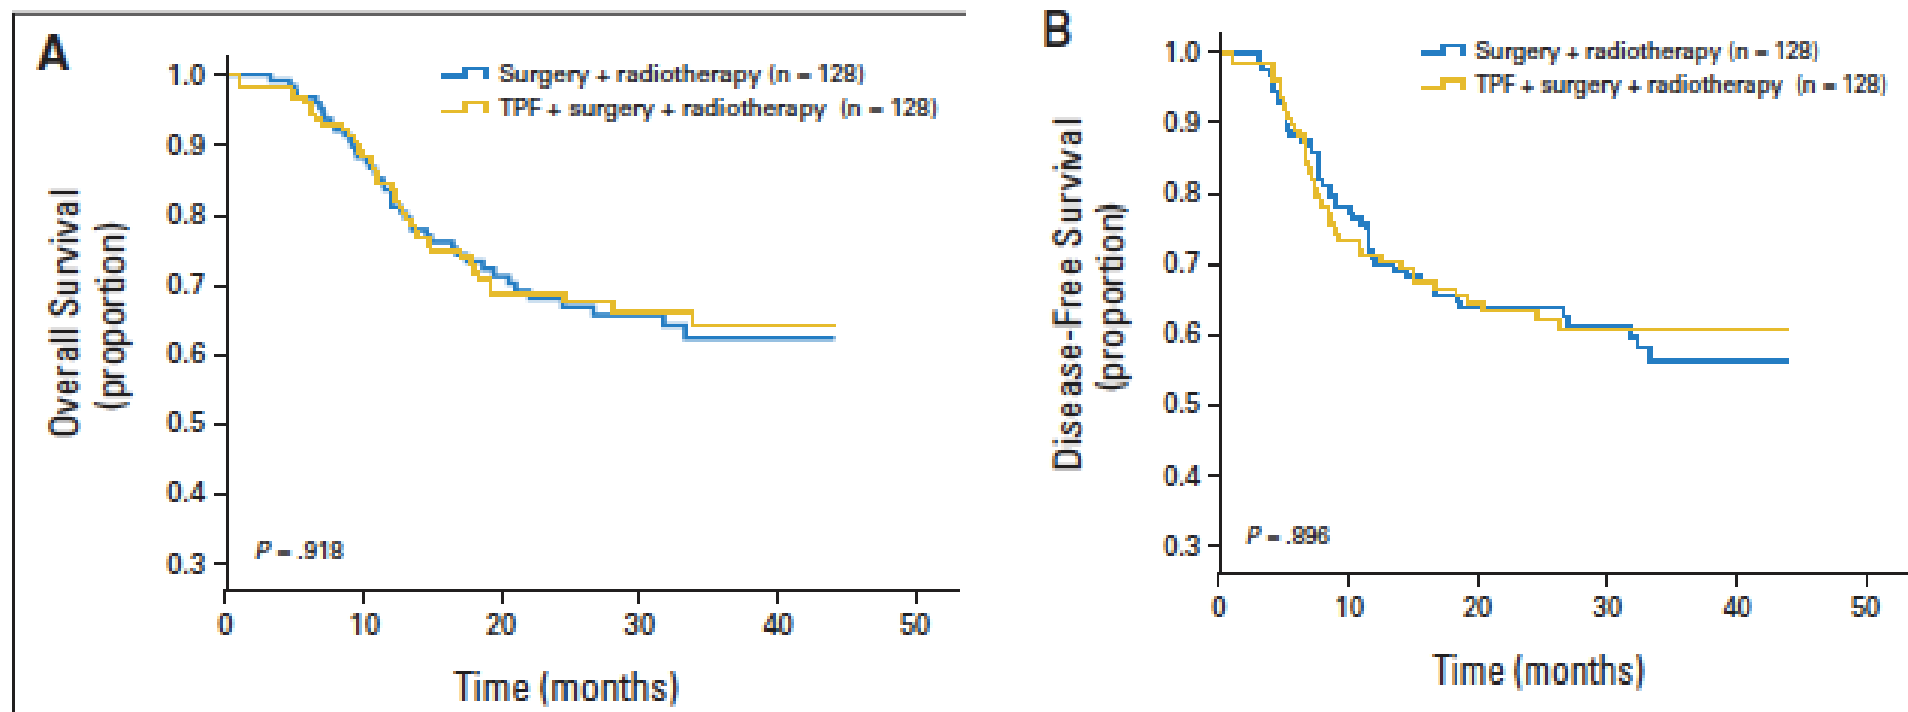 A
Surgery + radiotherapy (n = 128)
TPF + surgery + radiotherapy (n = 128)
Overall Survival
(proportion)
1.0
0.9
0.8
0.7
0.6
0.5
0.4
0.3
P = .918
0 10 20 30 40 50
Time (months)
B
Surgery + radiotherapy (n = 128)
TPF + surgery + radiotherapy (n = 128)
Disease-Free Survival
(proportion)
1.0
0.9
0.8
0.7
0.6
0.5
0.4
0.3
P = .896
0 10 20 30 40 50
Time (months)